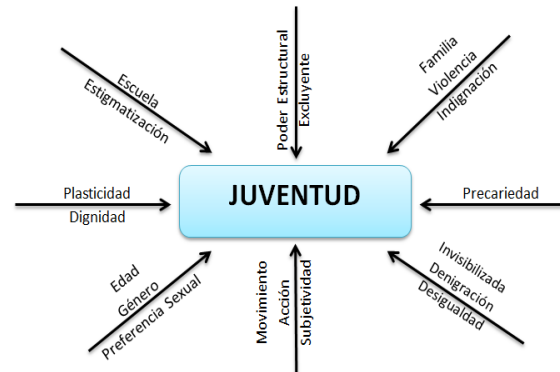 Escuela
Estigmatización
Poder Estructural
Excluyente
Familia
Violencia
Indignación
Plasticidad
Dignidad
JUVENTUD
Precariedad
Edad
Género
Preferencia Sexual
Movimiento
Acción
Subjetividad
Invisibilizada
Denigración
Desigualdad